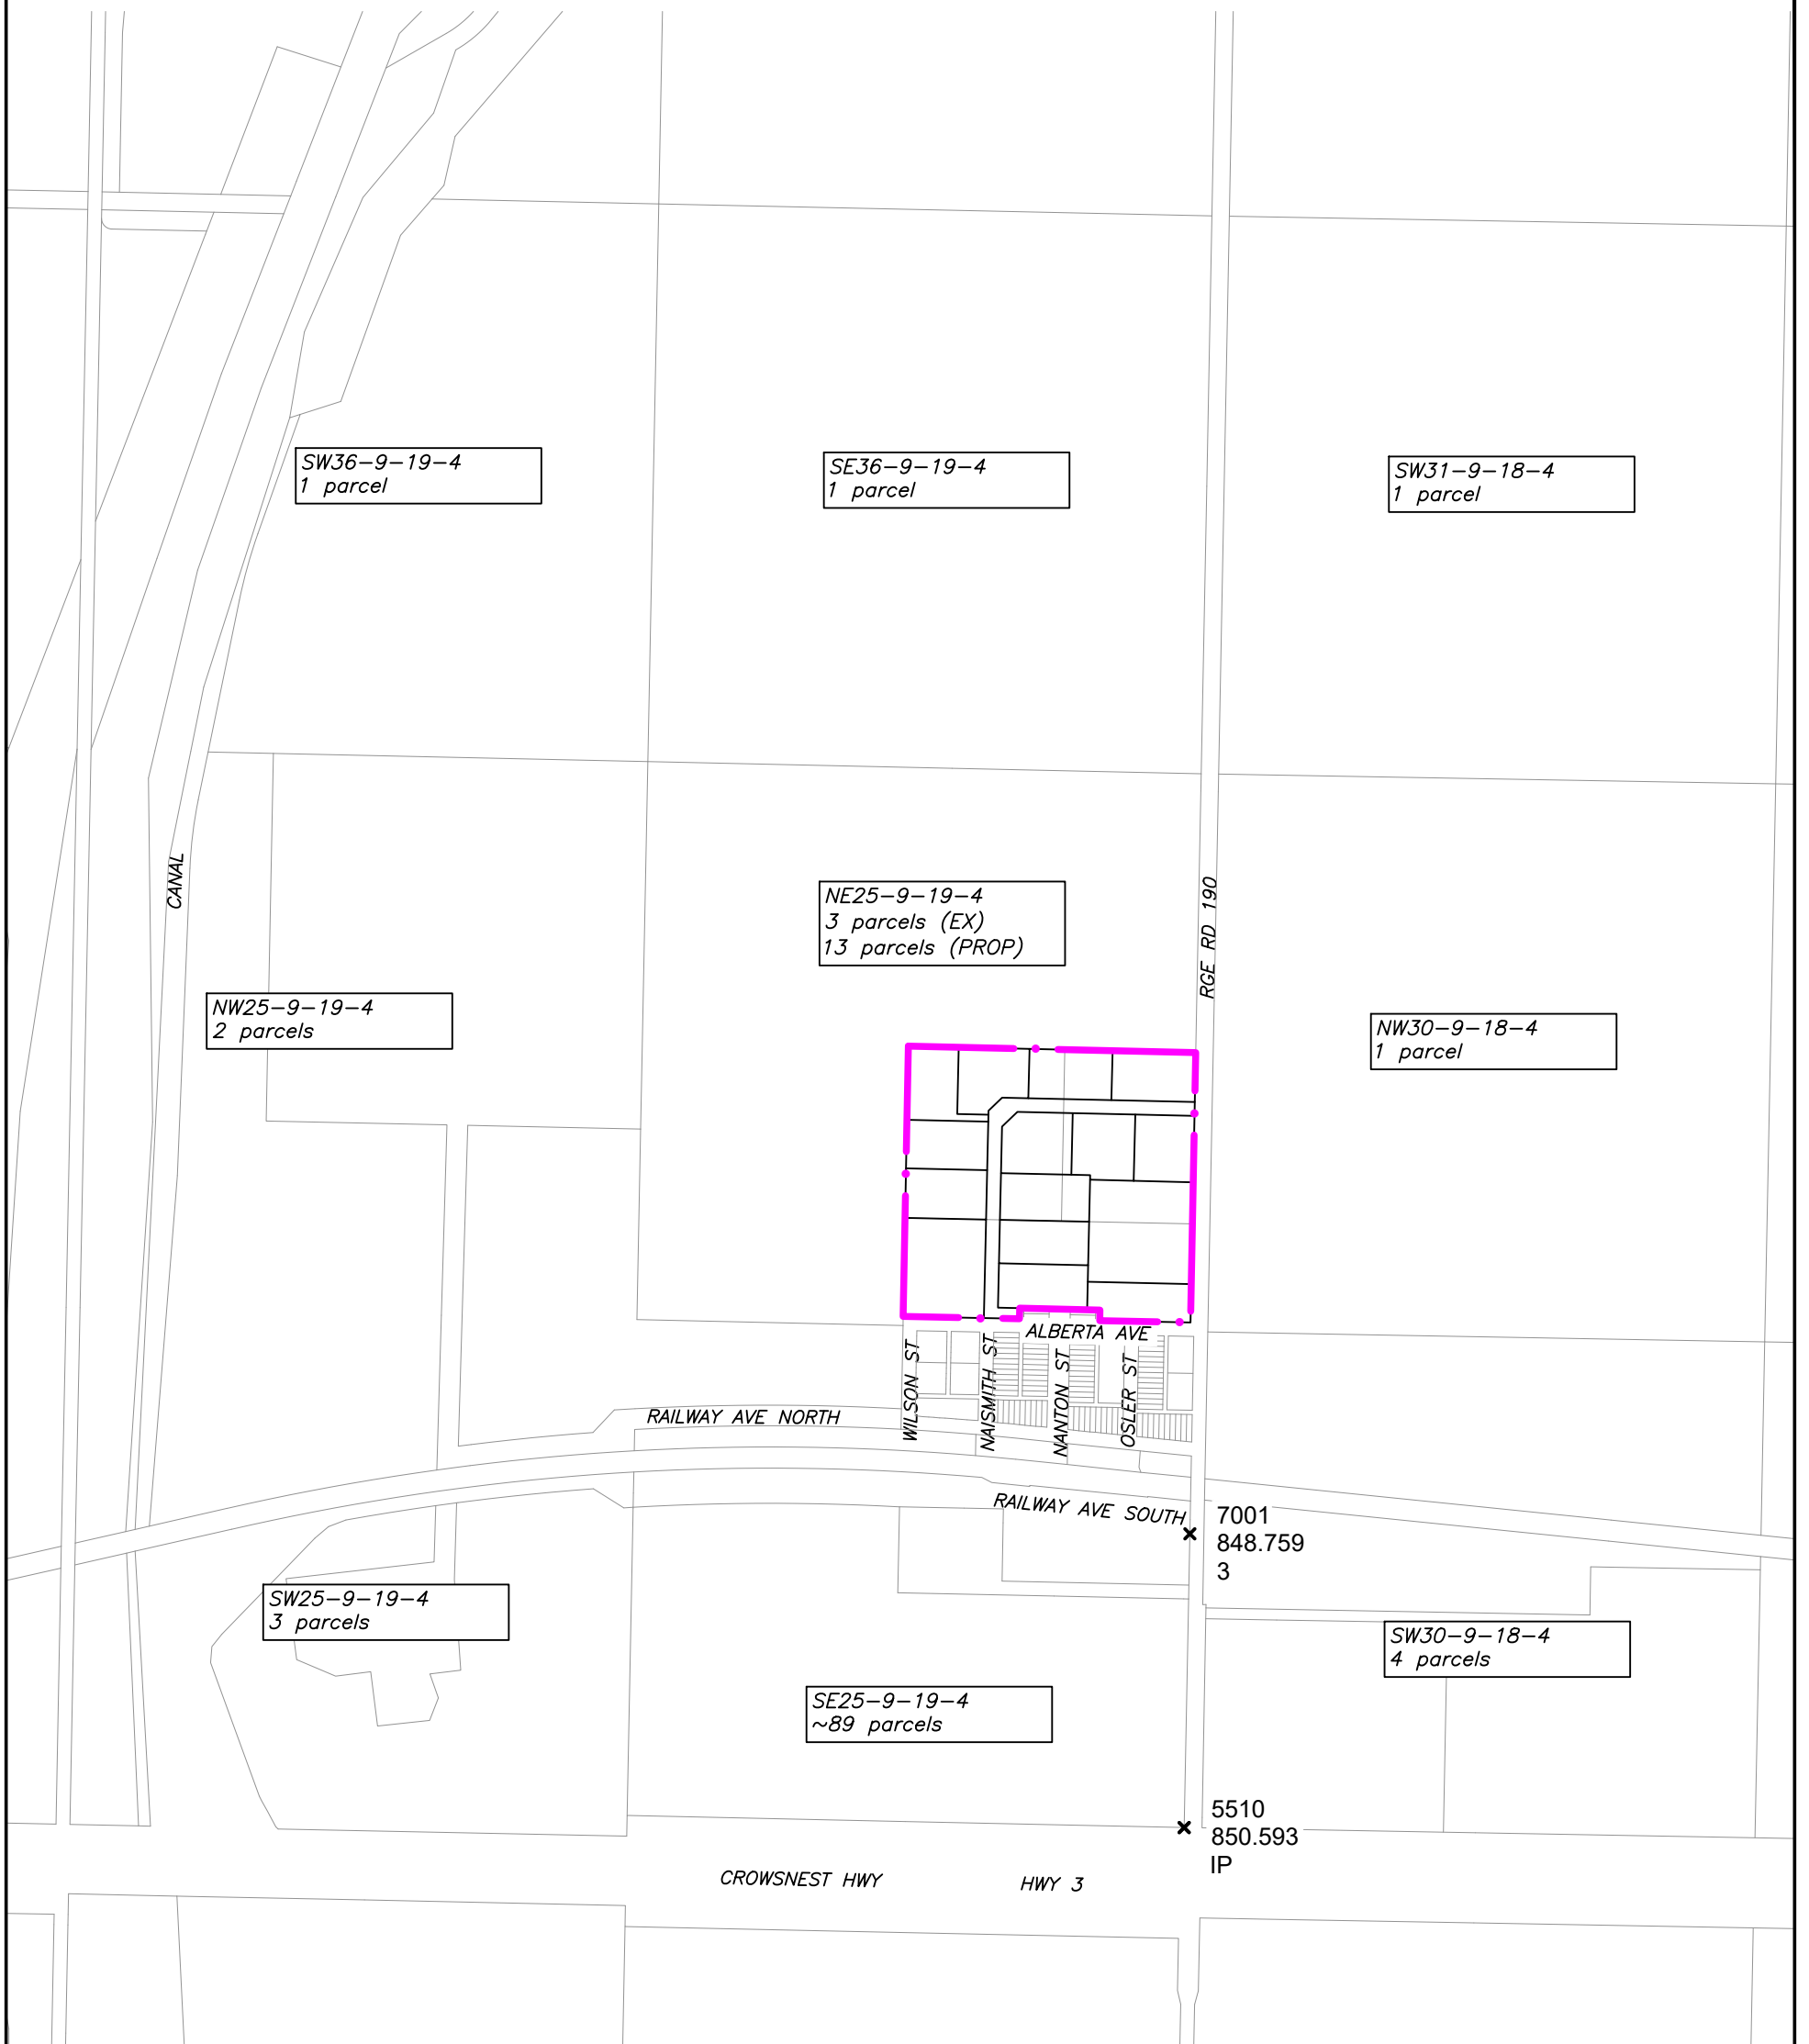 SW36-9-19-4
1 parcel
SE36-9-19-4
1 parcel
SW31-9-18-4
1 parcel
CANAL
NE25-9-19-4
3 parcels (EX)
13 parcels (PROP)
RGE RD 190
NW25-9-19-4
2 parcels
NW30-9-18-4
1 parcel
ALBERTA AVE
WILSON ST
NAISMITH ST
NANTON ST
OSLER ST
RAILWAY AVE NORTH
RAILWAY AVE SOUTH
7001
848.759
3
SW25-9-19-4
3 parcels
SW30-9-18-4
4 parcels
SE25-9-19-4
~89 parcels
5510
850.593
IP
CROWSNEST HWY
HWY 3